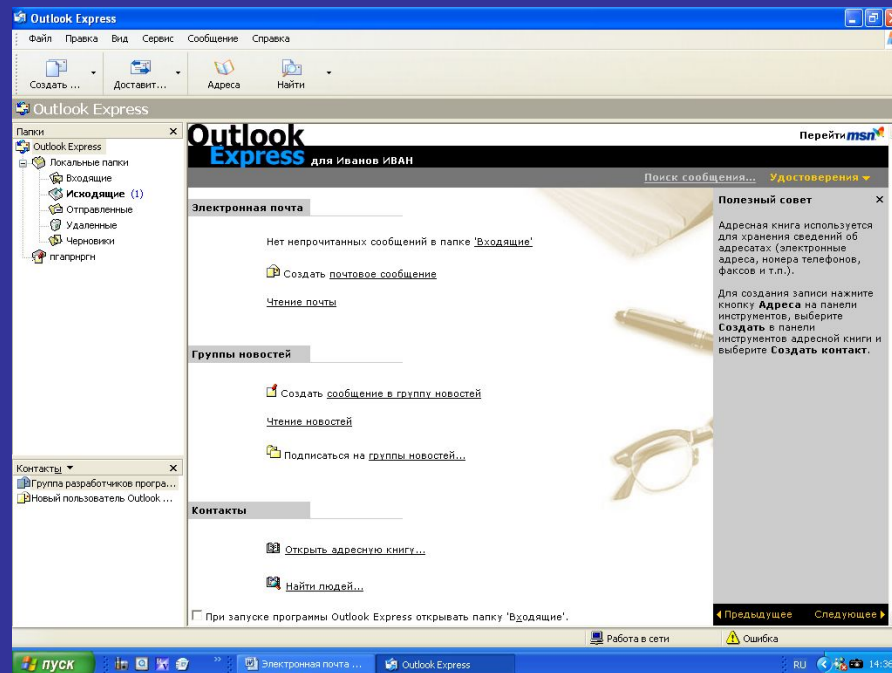 Outlook Express
Файл Правка Вид Сервис Сообщение Справка
Создать ... Доставит... Адреса Найти
Outlook Express
Папки
Outlook Express
Локальные папки
Входящие
Исходящие (1)
Отправленные
Удаленные
Черновики
пгапрнргн
Контакты
Группа разработчиков програ...
Новый пользователь Outlook ...
Outlook
Express для Иванов ИВАН
Перейти msn
Поиск сообщения... Удостоверения
Электронная почта
Нет непрочитанных сообщений в папке 'Входящие'
Создать почтовое сообщение
Чтение почты
Группы новостей
Создать сообщение в группу новостей
Чтение новостей
Подписаться на группы новостей...
Контакты
Открыть адресную книгу...
Найти людей...
При запуске программы Outlook Express открывать папку 'Входящие'.
Полезный совет
Адресная книга используется
для хранения сведений об
адресатах (электронные
адреса, номера телефонов,
факсов и т.п.).
Для создания записи нажмите
кнопку Адреса на панели
инструментов, выберите
Создать в панели
инструментов адресной книги и
выберите Создать контакт.
Предыдущее Следующее
Работа в сети Ошибка
пуск Электронная почта ... Outlook Express RU 14:36